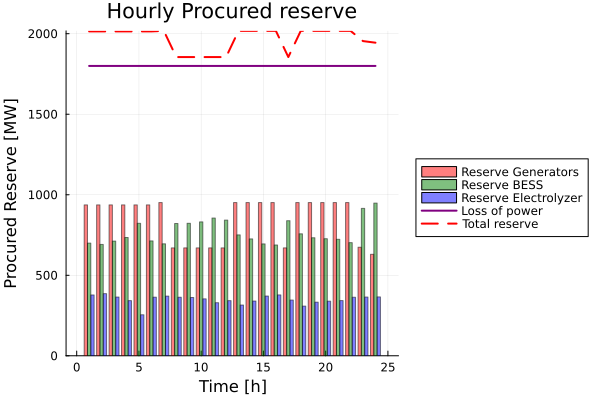 Hourly Procured reserve
Procured Reserve [MW]
2000
1500
1000
500
0
0 5 10 15 20 25
Time [h]
Reserve Generators
Reserve BESS
Reserve Electrolyzer
Loss of power
Total reserve